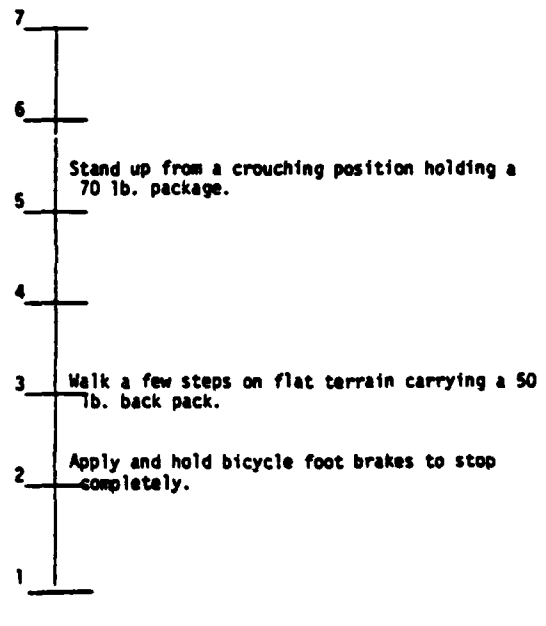 7
6
Stand up from a crouching position holding a
70 lb. package.
5
4
3 Walk a few steps on flat terrain carrying a 50
lb. back pack.
Apply and hold bicycle foot brakes to stop
2 completely.
1